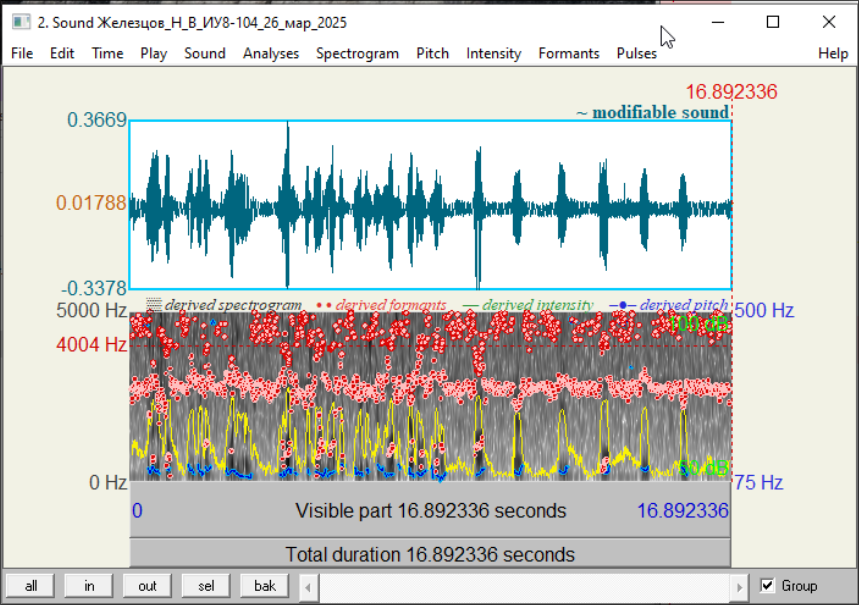 2. Sound Железцов_Н_В_ИУ8-104_26_мар_2025
File Edit Time Play Sound Analyses Spectrogram Pitch Intensity Formants Pulses Help
16.892336
0.3669 ~ modifiable sound
0.01788
-0.3378
derived spectrogram derived formants derived intensity derived pitch
5000 Hz 100 dB 500 Hz
4004 Hz
50 dB
0 Hz 75 Hz
0 Visible part 16.892336 seconds 16.892336
Total duration 16.892336 seconds
all in out sel bak Group